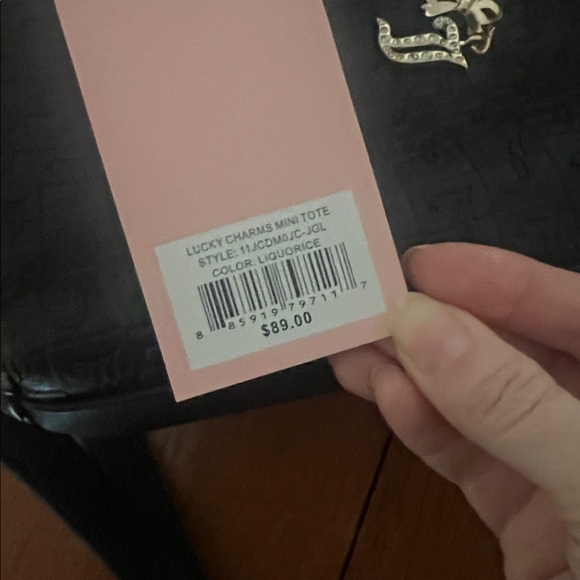 LUCKY CHARMS MINI TOTE
STYLE: 11JCDM0JC-JGL
COLOR: LIQUORICE
8 85919 79711 7
$89.00